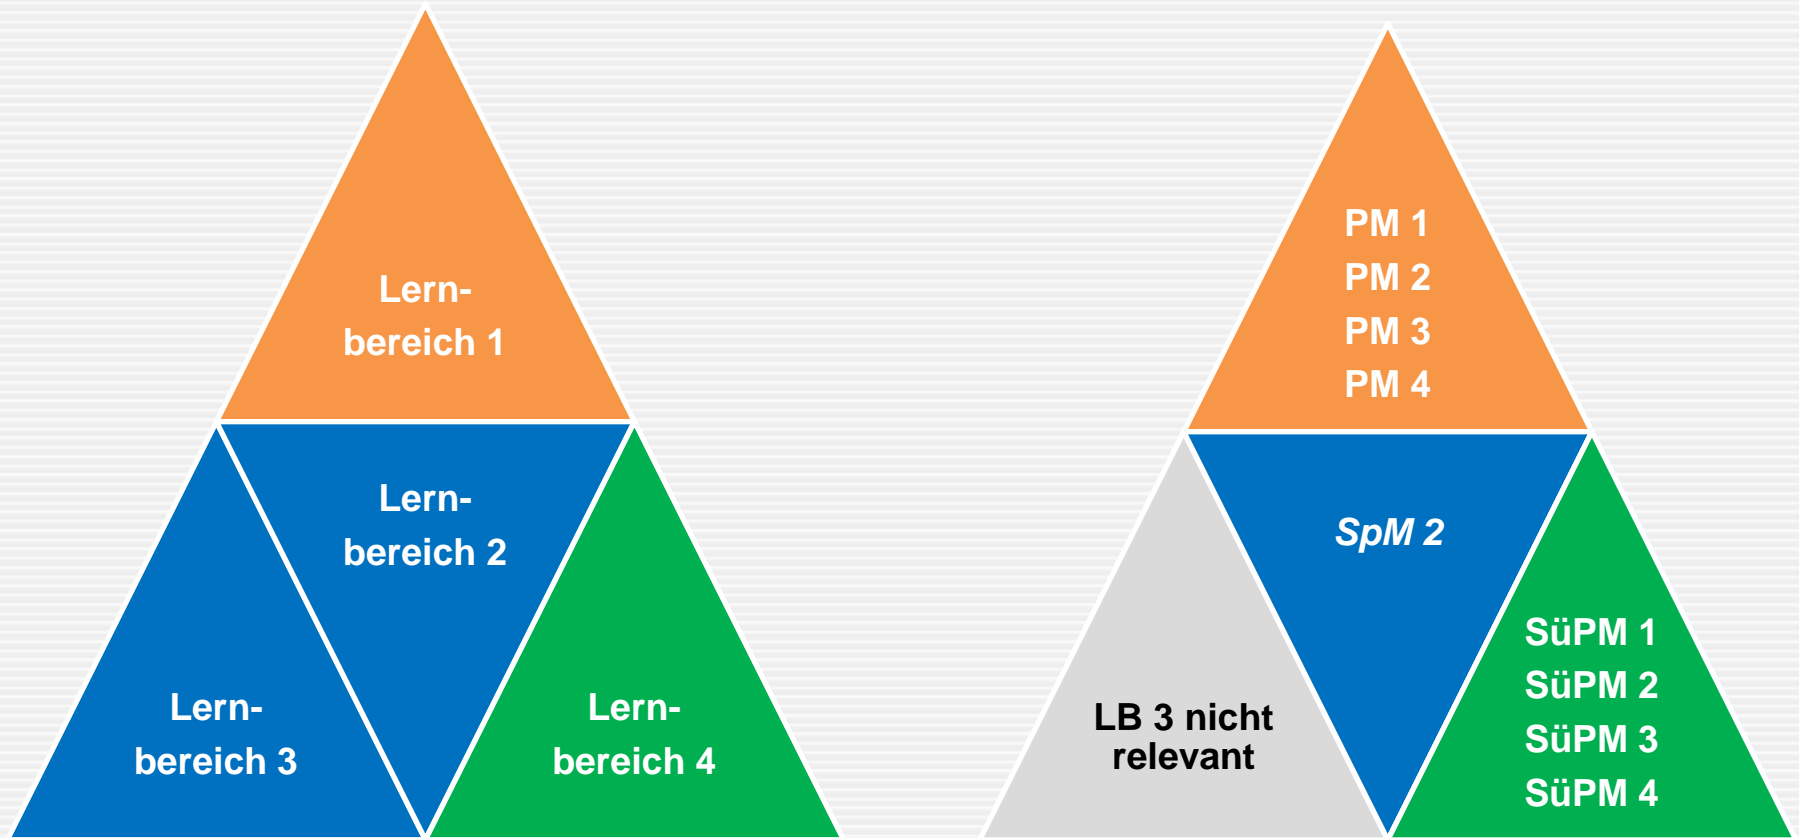 Lern-
bereich 1
Lern-
bereich 2
Lern-
bereich 3
Lern-
bereich 4
PM 1
PM 2
PM 3
PM 4
SpM 2
LB 3 nicht
relevant
SüPM 1
SüPM 2
SüPM 3
SüPM 4